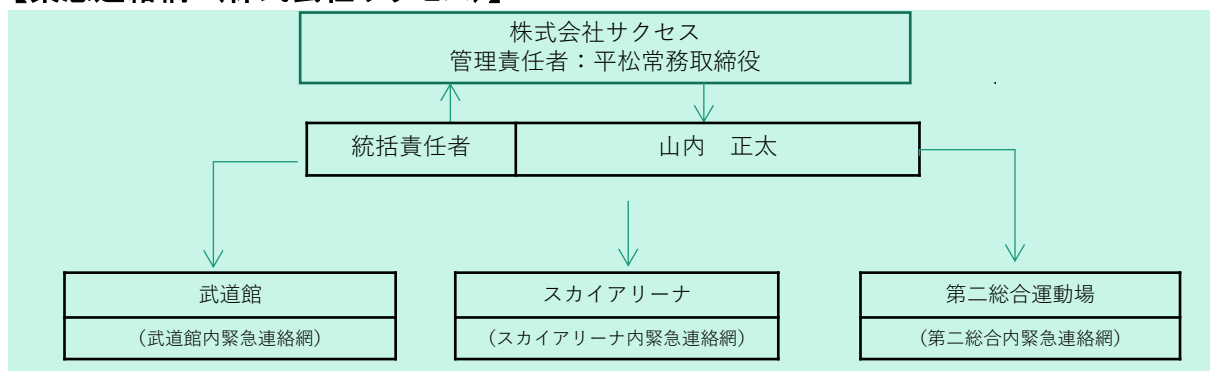 株式会社サクセス
管理責任者：平松常務取締役
統括責任者 山内　正太
武道館 スカイアリーナ 第二総合運動場
（武道館内緊急連絡網） （スカイアリーナ内緊急連絡網） （第二総合内緊急連絡網）